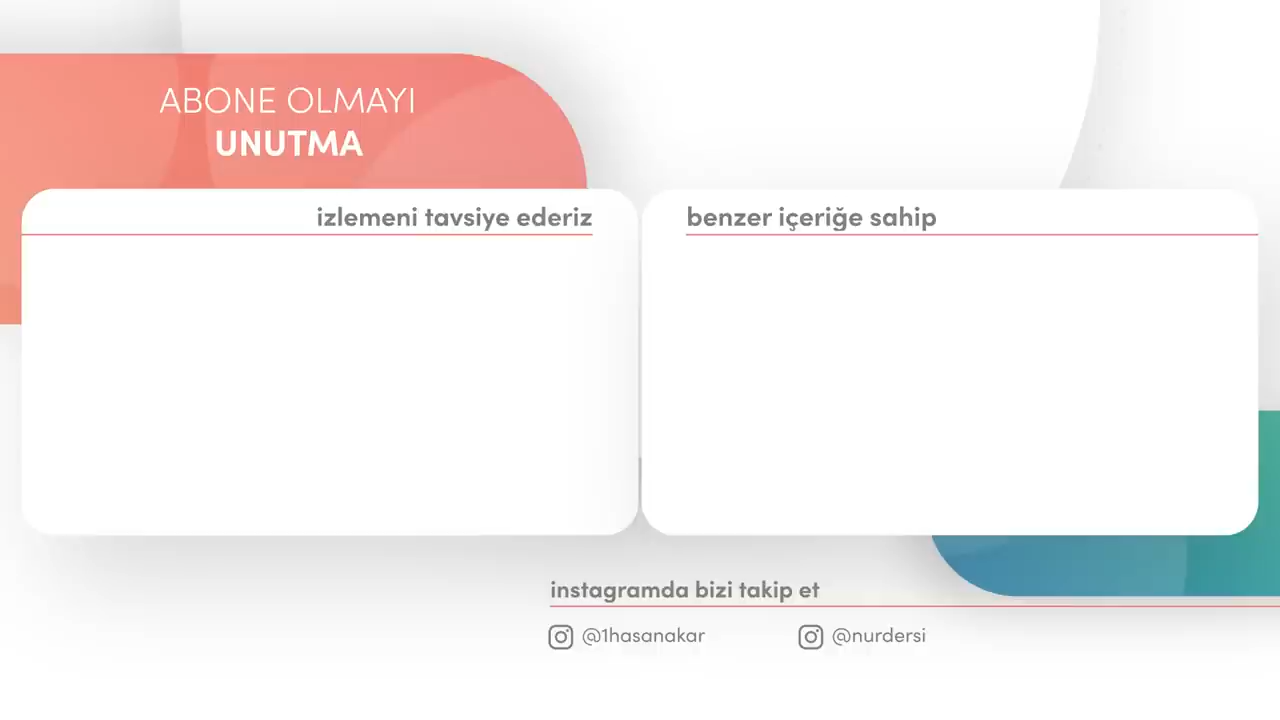 ABONE OLMAYI
UNUTMA
izlemeni tavsiye ederiz
benzer içeriğe sahip
instagramda bizi takip et
@1hasanakar
@nurdersi